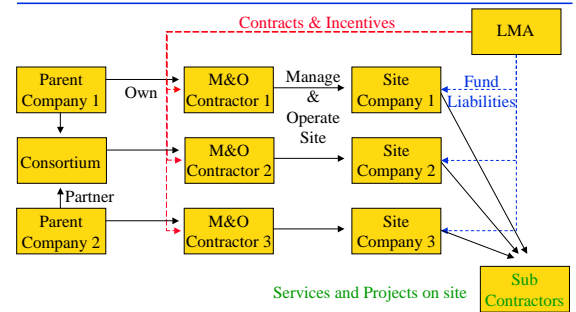 Contracts & Incentives
LMA
Parent
Company 1
Own
M&O
Contractor 1
Manage
&
Operate
Site
Site
Company 1
Fund
Liabilities
Consortium
M&O
Contractor 2
Site
Company 2
Partner
Parent
Company 2
M&O
Contractor 3
Site
Company 3
Services and Projects on site
Sub
Contractors